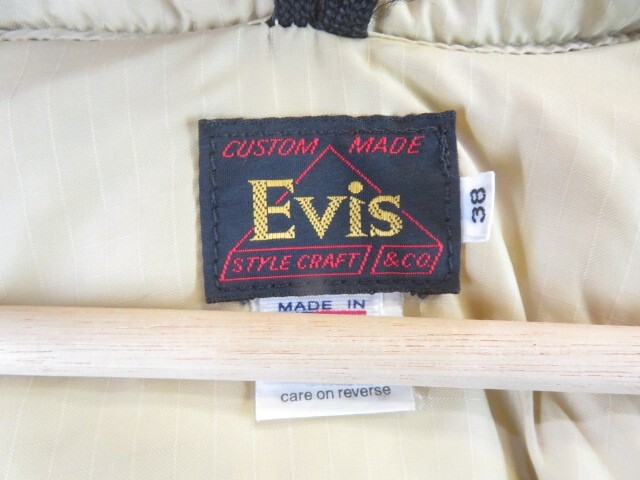 CUSTOM MADE
Evis
STYLE CRAFT & CO.
38
MADE IN
care on reverse